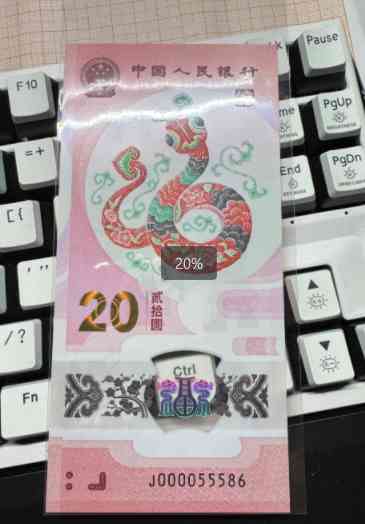 Pause
F10
中国人民银行
PgUp
=+
me
PgDn
End
[{
20%
'"
20
贰拾圆
/?
Ctrl
Fn
J000055586